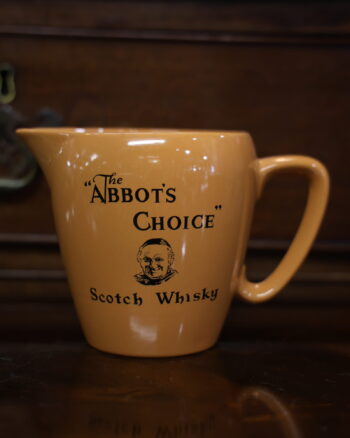 "The
ABBOT'S
CHOICE"
Scotch Whisky